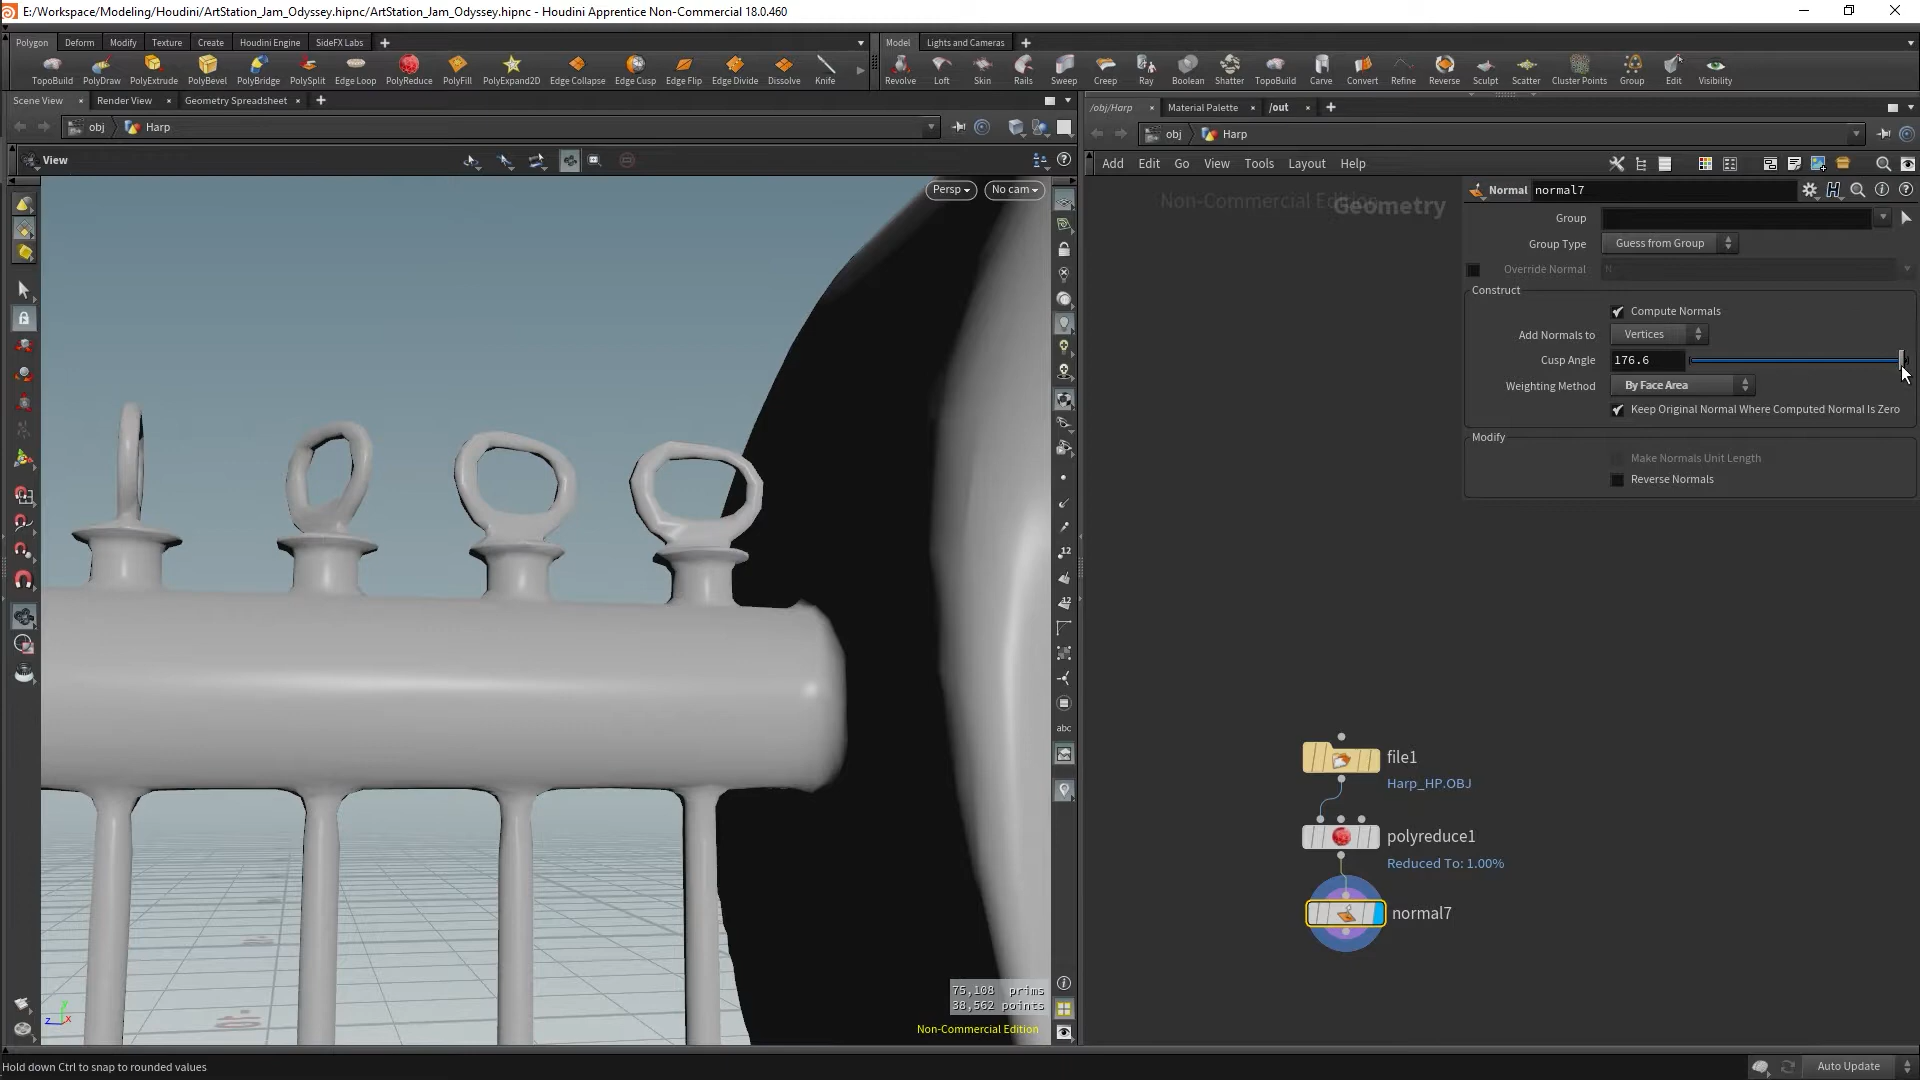 E:/Workspace/Modeling/Houdini/ArtStation_Jam_Odyssey.hipnc/ArtStation_Jam_Odyssey.hipnc - Houdini Apprentice Non-Commercial 18.0.460
Polygon Deform Modify Texture Create Houdini Engine SideFX Labs
Model Lights and Cameras
TopoBuild PolyDraw PolyExtrude PolyBevel PolyBridge PolySplit Edge Loop PolyReduce PolyFill PolyExpand2D Edge Collapse Edge Cusp Edge Flip Edge Divide Dissolve Knife
Revolve Loft Skin Rails Sweep Creep Ray Boolean Shatter TopoBuild Carve Convert Refine Reverse Sculpt Scatter Cluster Points Group Edit Visibility
Scene View Render View Geometry Spreadsheet
/obj/Harp Material Palette /out
obj Harp
obj Harp
View
Add Edit Go View Tools Layout Help
Persp No cam
Non-Commercial Edition
Geometry
Normal normal7
Group
Group Type Guess from Group
Override Normal N
Construct
Compute Normals
Add Normals to Vertices
Cusp Angle 176.6
Weighting Method By Face Area
Keep Original Normal Where Computed Normal Is Zero
Modify
Make Normals Unit Length
Reverse Normals
12
12
abc
file1
Harp_HP.OBJ
polyreduce1
Reduced To: 1.00%
normal7
75,108 prims
38,562 points
Non-Commercial Edition
y
z x
Hold down Ctrl to snap to rounded values
Auto Update